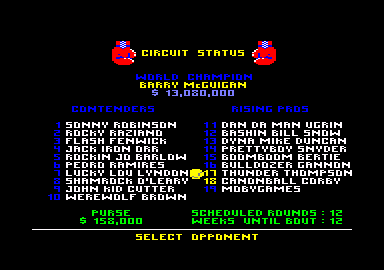 CIRCUIT STATUS
WORLD CHAMPION
BARRY McGUIGAN
$ 13,080,000
CONTENDERS
1 SONNY ROBINSON
2 ROCKY RAZIANO
3 FLASH FENWICK
4 JACK IRON ORR
5 ROCKIN JO BARLOW
6 PEDRO RAMIRES
7 LUCKY LOU LYNDON
8 SHAMROCK O'LEARY
9 JOHN KID CUTTER
10 WEREWOLF BROWN
RISING PROS
11 DAN DA MAN UGRIN
12 BASHIN BILL SNOW
13 DYNA MIKE DUNCAN
14 PRETTYBOY SNYDER
15 BOOMBOOM BERTIE
16 BULLDOZER GANNON
17 THUNDER THOMPSON
18 CANONBALL CORBY
19 MOBYGAMES
PURSE
$ 158,000
SCHEDULED ROUNDS : 12
WEEKS UNTIL BOUT : 12
SELECT OPPONENT